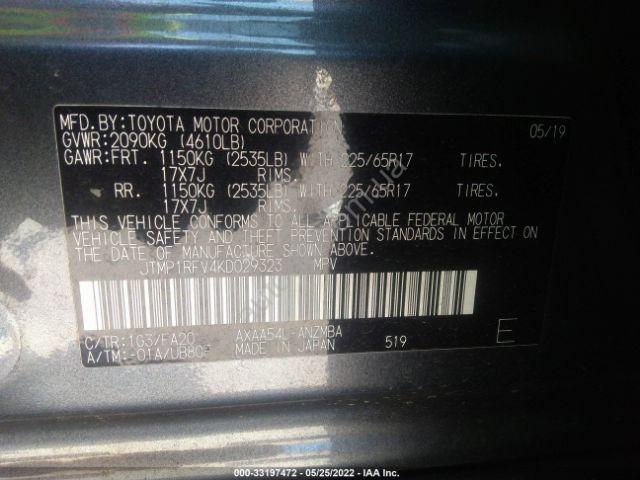 MFD.BY:TOYOTA MOTOR CORPORATION 05/19
GVWR:2090KG (4610LB)
GAWR:FRT. 1150KG (2535LB) WITH 225/65R17 TIRES.
17X7J RIMS.
RR. 1150KG (2535LB) WITH 225/65R17 TIRES.
17X7J RIMS.
THIS VEHICLE CONFORMS TO ALL APPLICABLE FEDERAL MOTOR
VEHICLE SAFETY AND THEFT PREVENTION STANDARDS IN EFFECT ON
THE DATE OF MANUFACTURE SHOWN ABOVE.
JTMP1RFV4KD029323 MPV
C/TR:1G3/FA20 AXAA54L-ANZMBA
A/TM:-01A/UB80F MADE IN JAPAN 519 E
000-33197472 - 05/25/2022 - IAA Inc.